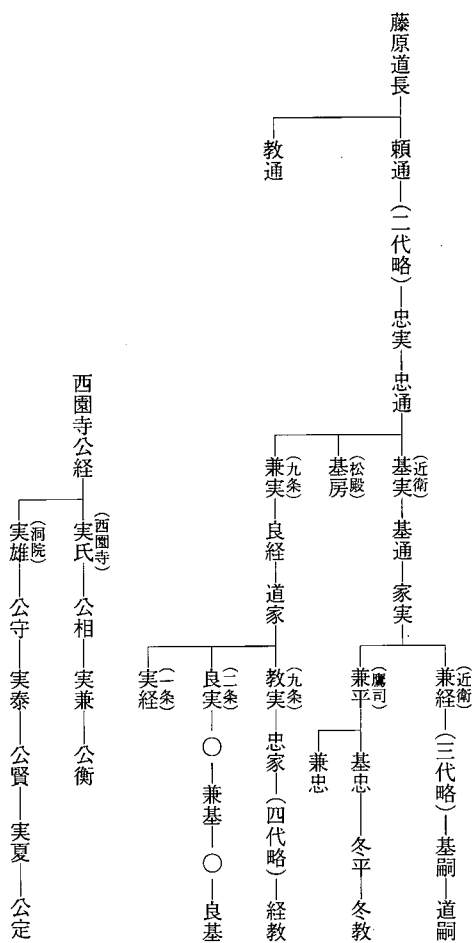 藤原道長
頼通
(二代略)
忠実
忠通
教通
(近衛)
基実
基通
家実
(松殿)
基房
(九条)
兼実
良経
道家
(近衛)
兼経
(三代略)
基嗣
道嗣
(鷹司)
兼平
基忠
冬平
冬教
兼忠
(九条)
教実
忠家
(四代略)
経教
(二条)
良実
〇
兼基
〇
良基
(一条)
実経
西園寺公経
(西園寺)
実氏
公相
実兼
公衡
(洞院)
実雄
公守
実泰
公賢
実夏
公定